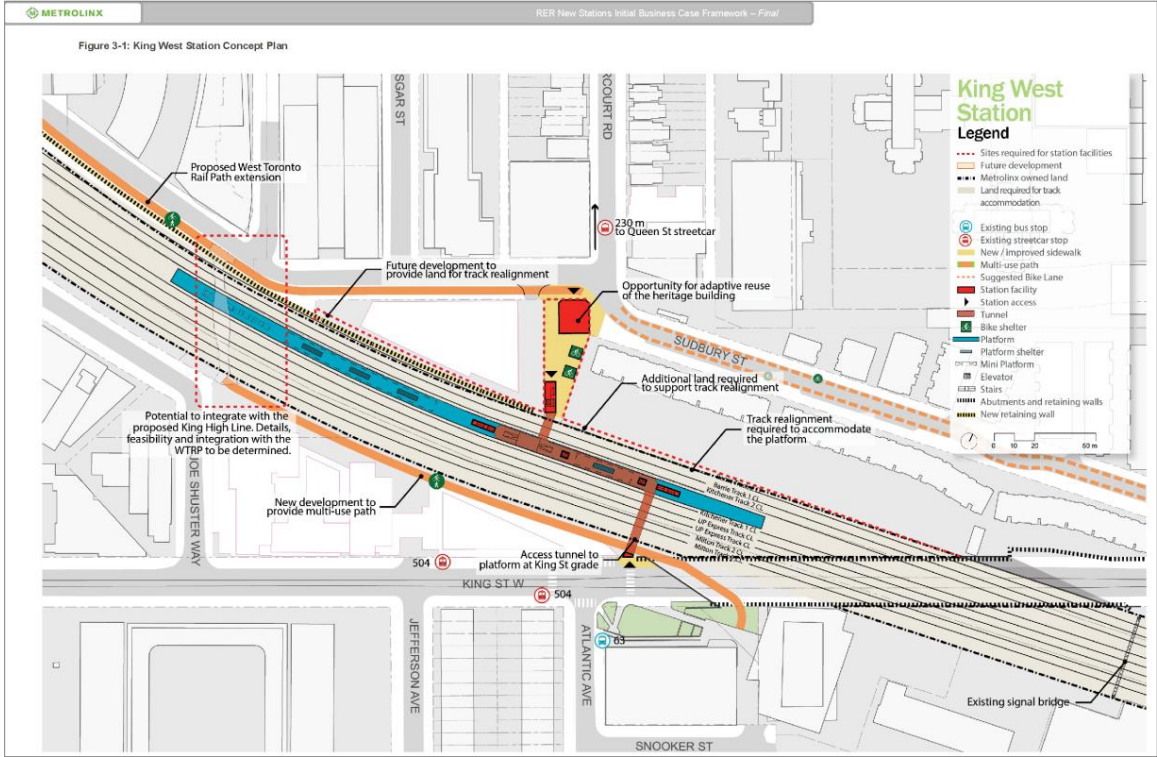 METROLINX
RER New Stations Initial Business Case Framework – Final
Figure 3-1: King West Station Concept Plan
King West
Station
Legend
Sites required for station facilities
Future development
Metrolinx owned land
Land required for track
accommodation
Existing bus stop
Existing streetcar stop
New / improved sidewalk
Multi-use path
Suggested Bike Lane
Station facility
Station access
Tunnel
Bike shelter
Platform
Platform shelter
Mini Platform
Elevator
Stairs
Abutments and retaining walls
New retaining wall
0 10 20 50 m
SGAR ST
RCOURT RD
Proposed West Toronto
Rail Path extension
230 m
to Queen St streetcar
Future development to
provide land for track realignment
Opportunity for adaptive reuse
of the heritage building
SUDBURY ST
Additional land required
to support track realignment
Track realignment
required to accommodate
the platform
Potential to integrate with the
proposed King High Line. Details,
feasibility and integration with the
WTRP to be determined.
JOE SHUSTER WAY
New development to
provide multi-use path
Barrie Track 1 CL
Kitchener Track 2 CL
Kitchener Track 1 CL
UP Express Track CL
UP Express Track CL
Milton Track 2 CL
Milton Track
Access tunnel to
platform at King St grade
504
KING ST W
504
63
JEFFERSON AVE
ATLANTIC AVE
Existing signal bridge
SNOOKER ST